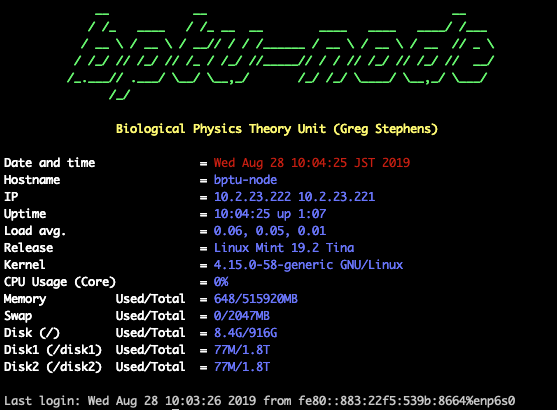 bptu-node
Biological Physics Theory Unit (Greg Stephens)
Date and time = Wed Aug 28 10:04:25 JST 2019
Hostname = bptu-node
IP = 10.2.23.222 10.2.23.221
Uptime = 10:04:25 up 1:07
Load avg. = 0.06, 0.05, 0.01
Release = Linux Mint 19.2 Tina
Kernel = 4.15.0-58-generic GNU/Linux
CPU Usage (Core) = 0%
Memory Used/Total = 648/515920MB
Swap Used/Total = 0/2047MB
Disk (/) Used/Total = 8.4G/916G
Disk1 (/disk1) Used/Total = 77M/1.8T
Disk2 (/disk2) Used/Total = 77M/1.8T
Last login: Wed Aug 28 10:03:26 2019 from fe80::883:22f5:539b:8664%enp6s0